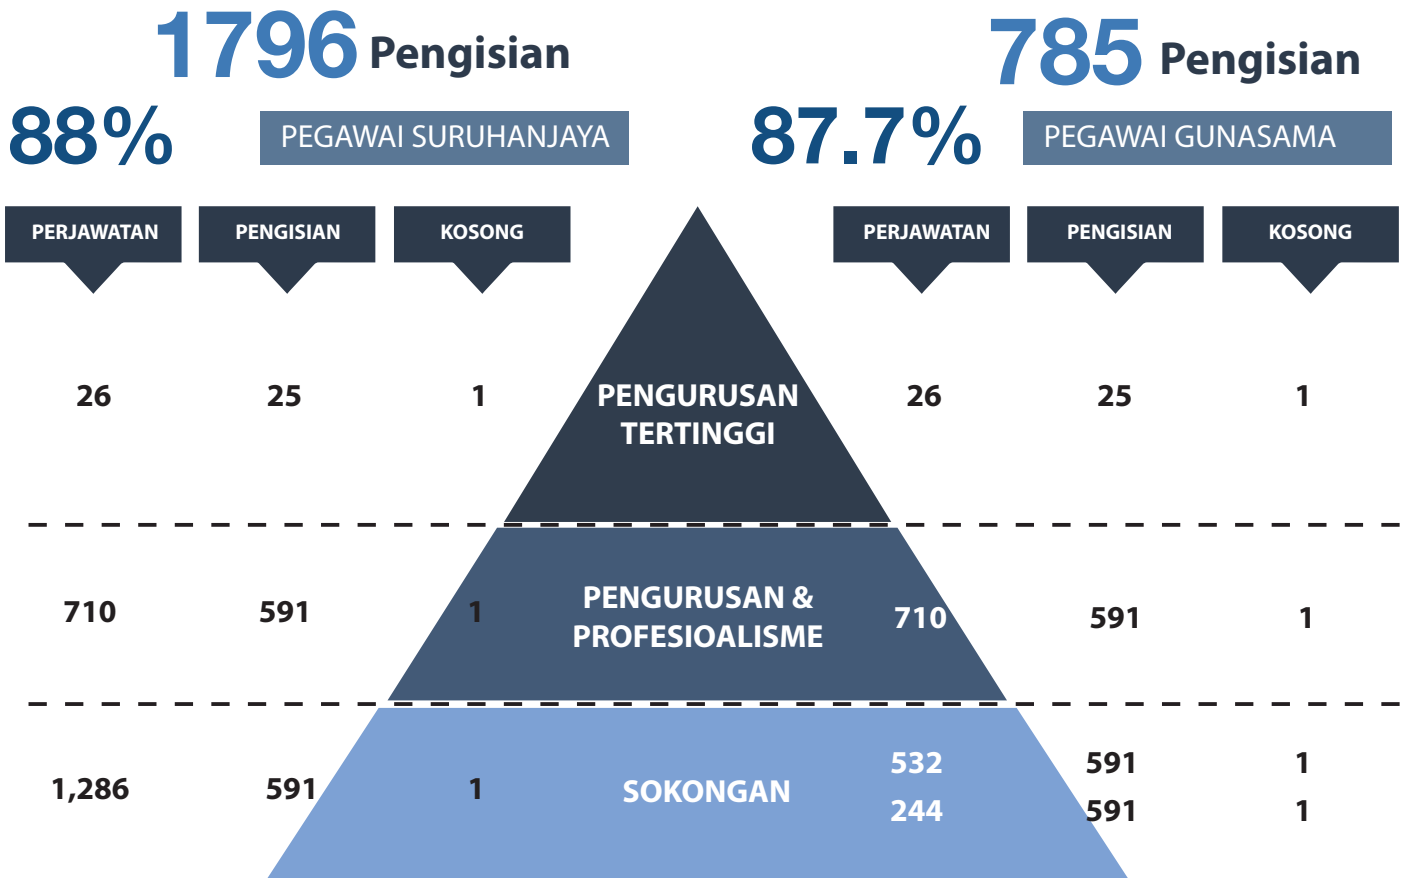 1796 Pengisian
88% PEGAWAI SURUHANJAYA
785 Pengisian
87.7% PEGAWAI GUNASAMA
PERJAWATAN PENGISIAN KOSONG
PERJAWATAN PENGISIAN KOSONG
26 25 1
PENGURUSAN
TERTINGGI
26 25 1
710 591 1
PENGURUSAN &
PROFESIOALISME
710 591 1
1,286 591 1
SOKONGAN
532 591 1
244 591 1